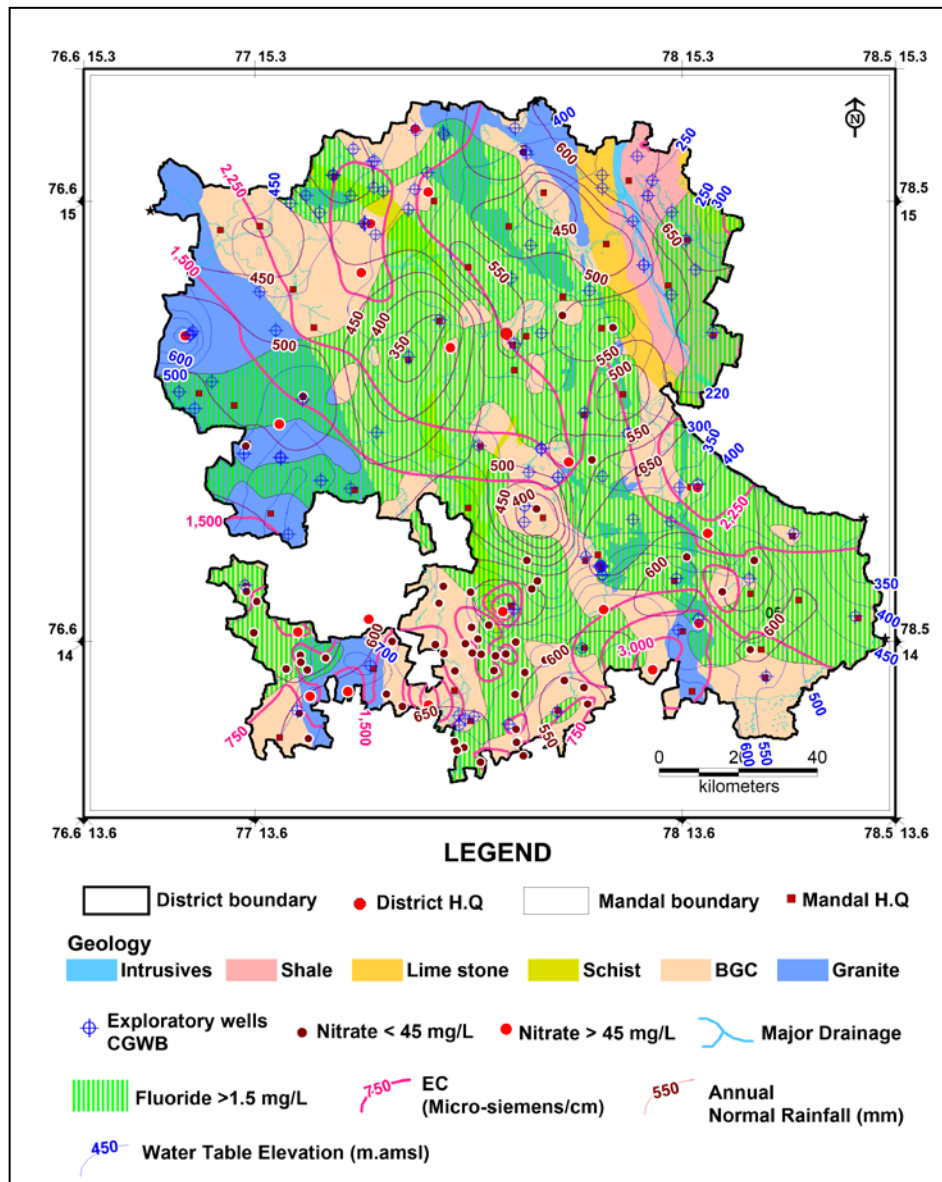 76.6 15.3
77 15.3
78 15.3
78.5 15.3
N
400
600
250
450
2,250
250
300
76.6
15
78.5
15
650
450
550
1,500
450
500
450
400
500
350
550
600
500
500
220
550
300
350
400
650
500
1,500
450
400
2,250
600
350
400
05
600
76.6
14
600
700
600
3,000
78.5
14
450
650
500
750
1,500
550
750
600
550
0 20 40
kilometers
76.6 13.6
77 13.6
78 13.6
78.5 13.6
LEGEND
District boundary
District H.Q
Mandal boundary
Mandal H.Q
Geology
Intrusives
Shale
Lime stone
Schist
BGC
Granite
Exploratory wells
CGWB
Nitrate < 45 mg/L
Nitrate > 45 mg/L
Major Drainage
Fluoride >1.5 mg/L
750
EC
(Micro-siemens/cm)
550
Annual
Normal Rainfall (mm)
450
Water Table Elevation (m.amsl)